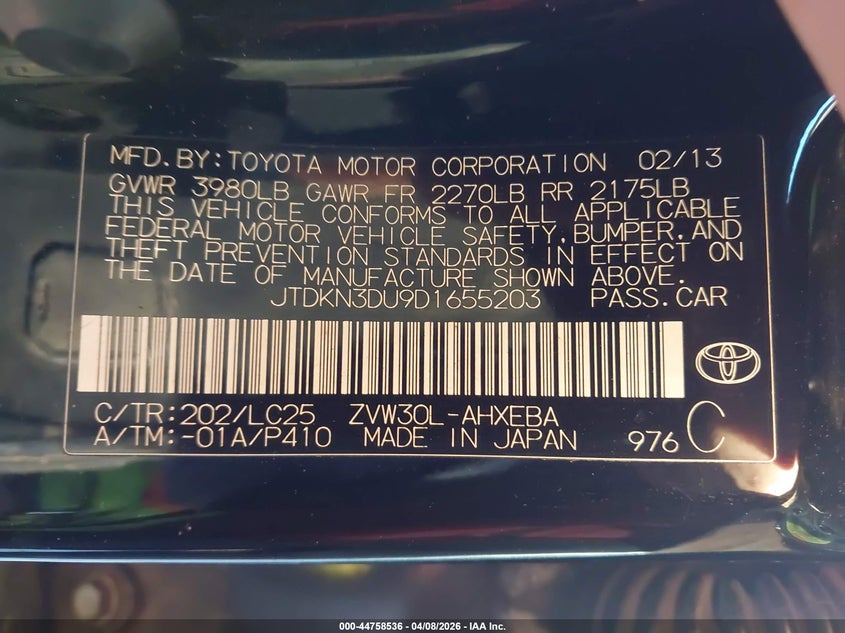 MFD.BY:TOYOTA MOTOR CORPORATION 02/13
GVWR 3980LB GAWR FR 2270LB RR 2175LB
THIS VEHICLE CONFORMS TO ALL APPLICABLE
FEDERAL MOTOR VEHICLE SAFETY,BUMPER,AND
THEFT PREVENTION STANDARDS IN EFFECT ON
THE DATE OF MANUFACTURE SHOWN ABOVE.
JTDKN3DU9D1655203 PASS.CAR
C/TR:202/LC25 ZVW30L-AHXEBA
A/TM:-01A/P410 MADE IN JAPAN 976 C
000-44758536 - 04/08/2026 - IAA Inc.